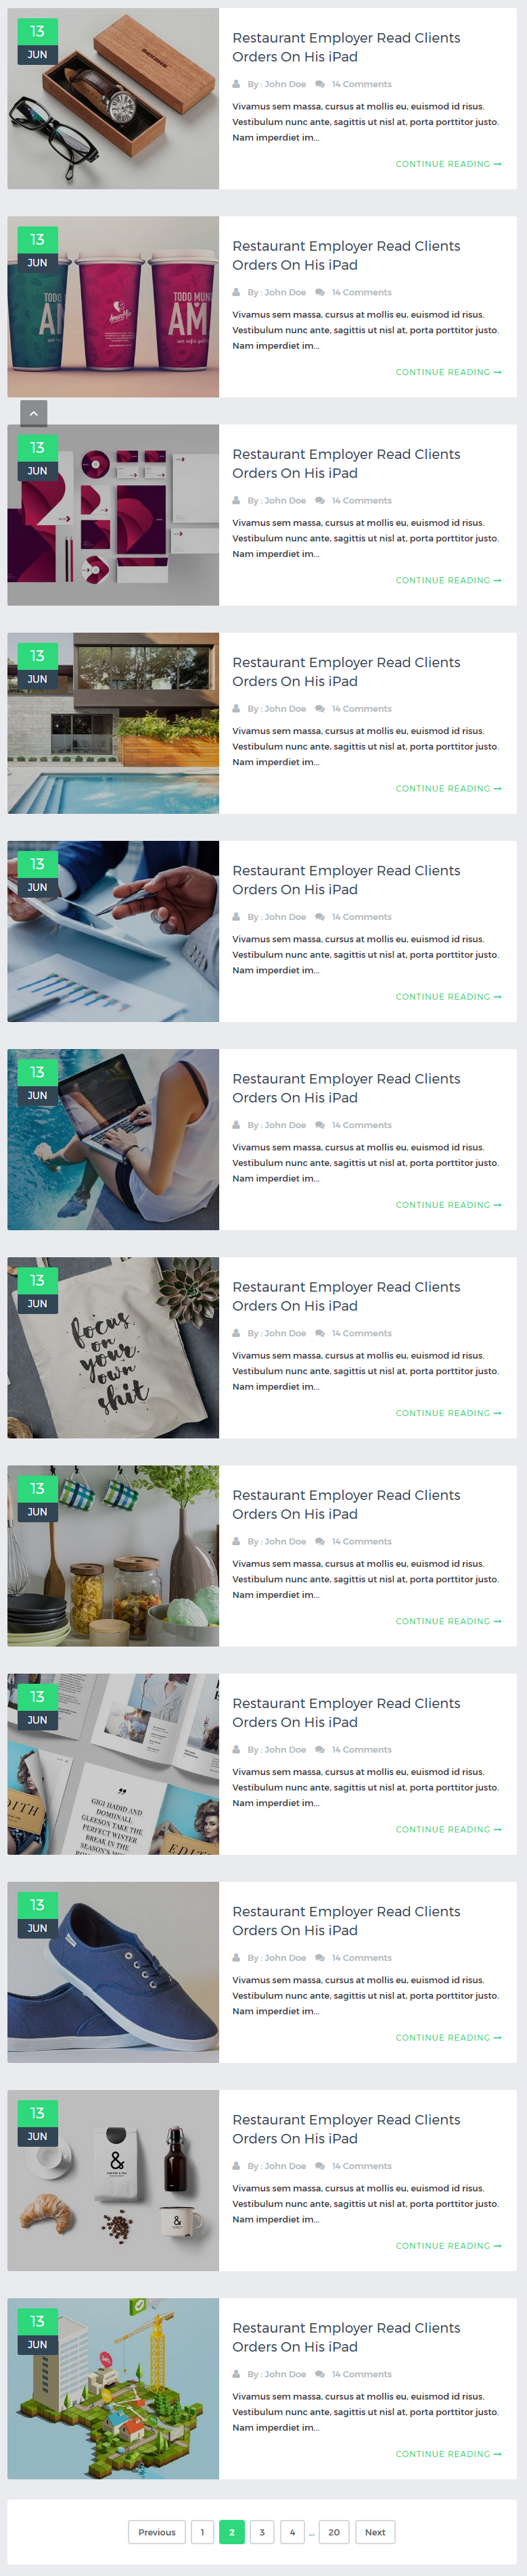 13
JUN
Restaurant Employer Read Clients
Orders On His iPad
By : John Doe 14 Comments
Vivamus sem massa, cursus at mollis eu, euismod id risus.
Vestibulum nunc ante, sagittis ut nisl at, porta porttitor justo.
Nam imperdiet im...
CONTINUE READING
13
JUN
TODO MUN
AM
Restaurant Employer Read Clients
Orders On His iPad
By : John Doe 14 Comments
Vivamus sem massa, cursus at mollis eu, euismod id risus.
Vestibulum nunc ante, sagittis ut nisl at, porta porttitor justo.
Nam imperdiet im...
CONTINUE READING
13
JUN
Restaurant Employer Read Clients
Orders On His iPad
By : John Doe 14 Comments
Vivamus sem massa, cursus at mollis eu, euismod id risus.
Vestibulum nunc ante, sagittis ut nisl at, porta porttitor justo.
Nam imperdiet im...
CONTINUE READING
13
JUN
Restaurant Employer Read Clients
Orders On His iPad
By : John Doe 14 Comments
Vivamus sem massa, cursus at mollis eu, euismod id risus.
Vestibulum nunc ante, sagittis ut nisl at, porta porttitor justo.
Nam imperdiet im...
CONTINUE READING
13
JUN
Restaurant Employer Read Clients
Orders On His iPad
By : John Doe 14 Comments
Vivamus sem massa, cursus at mollis eu, euismod id risus.
Vestibulum nunc ante, sagittis ut nisl at, porta porttitor justo.
Nam imperdiet im...
CONTINUE READING
13
JUN
Restaurant Employer Read Clients
Orders On His iPad
By : John Doe 14 Comments
Vivamus sem massa, cursus at mollis eu, euismod id risus.
Vestibulum nunc ante, sagittis ut nisl at, porta porttitor justo.
Nam imperdiet im...
CONTINUE READING
13
JUN
focus
on
your
own
shit
Restaurant Employer Read Clients
Orders On His iPad
By : John Doe 14 Comments
Vivamus sem massa, cursus at mollis eu, euismod id risus.
Vestibulum nunc ante, sagittis ut nisl at, porta porttitor justo.
Nam imperdiet im...
CONTINUE READING
13
JUN
Restaurant Employer Read Clients
Orders On His iPad
By : John Doe 14 Comments
Vivamus sem massa, cursus at mollis eu, euismod id risus.
Vestibulum nunc ante, sagittis ut nisl at, porta porttitor justo.
Nam imperdiet im...
CONTINUE READING
13
JUN
EDITH
GIGI HADID AND
DOMINALL
GLEESON TAKE THE
PERFECT WINTER
BREAK IN THE
EDITH
Restaurant Employer Read Clients
Orders On His iPad
By : John Doe 14 Comments
Vivamus sem massa, cursus at mollis eu, euismod id risus.
Vestibulum nunc ante, sagittis ut nisl at, porta porttitor justo.
Nam imperdiet im...
CONTINUE READING
13
JUN
Restaurant Employer Read Clients
Orders On His iPad
By : John Doe 14 Comments
Vivamus sem massa, cursus at mollis eu, euismod id risus.
Vestibulum nunc ante, sagittis ut nisl at, porta porttitor justo.
Nam imperdiet im...
CONTINUE READING
13
JUN
&
&
Restaurant Employer Read Clients
Orders On His iPad
By : John Doe 14 Comments
Vivamus sem massa, cursus at mollis eu, euismod id risus.
Vestibulum nunc ante, sagittis ut nisl at, porta porttitor justo.
Nam imperdiet im...
CONTINUE READING
13
JUN
Restaurant Employer Read Clients
Orders On His iPad
By : John Doe 14 Comments
Vivamus sem massa, cursus at mollis eu, euismod id risus.
Vestibulum nunc ante, sagittis ut nisl at, porta porttitor justo.
Nam imperdiet im...
CONTINUE READING
Previous 1 2 3 4 ... 20 Next